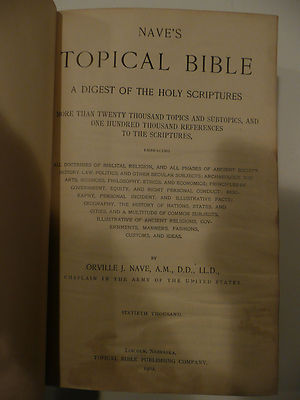 NAVE'S
TOPICAL BIBLE
A DIGEST OF THE HOLY SCRIPTURES
MORE THAN TWENTY THOUSAND TOPICS AND SUBTOPICS, AND
ONE HUNDRED THOUSAND REFERENCES
TO THE SCRIPTURES,
EMBRACING
ALL DOCTRINES OF BIBLICAL RELIGION, AND ALL PHASES OF ANCIENT SOCIETY,
HISTORY, LAW, POLITICS, AND OTHER SECULAR SUBJECTS; ARCHÆOLOGY, THE
ARTS, SCIENCES, PHILOSOPHY, ETHICS, AND ECONOMICS; PRINCIPLES OF
GOVERNMENT, EQUITY, AND RIGHT PERSONAL CONDUCT; BIOG-
RAPHY, PERSONAL INCIDENT, AND ILLUSTRATIVE FACTS;
GEOGRAPHY, THE HISTORY OF NATIONS, STATES, AND
CITIES, AND A MULTITUDE OF COMMON SUBJECTS,
ILLUSTRATIVE OF ANCIENT RELIGIONS, GOV-
ERNMENTS, MANNERS, FASHIONS,
CUSTOMS, AND IDEAS.
BY
ORVILLE J. NAVE, A.M., D.D., LL.D.,
CHAPLAIN IN THE ARMY OF THE UNITED STATES.
SIXTIETH THOUSAND.
LINCOLN, NEBRASKA,
TOPICAL BIBLE PUBLISHING COMPANY,